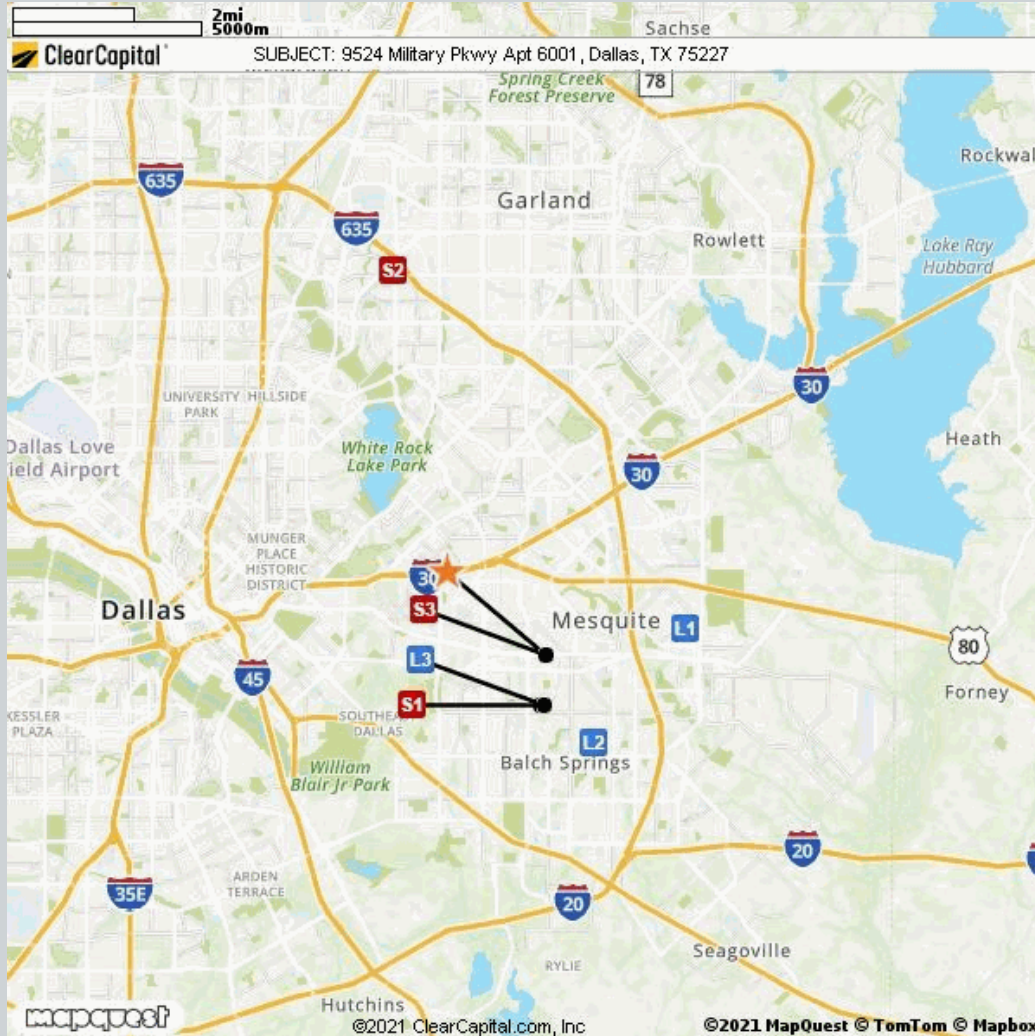 2mi
5000m
ClearCapital
SUBJECT: 9524 Military Pkwy Apt 6001, Dallas, TX 75227
Sachse
Spring Creek
Forest Preserve
78
Rockwal
635
Garland
635
Rowlett
Lake Ray
Hubbard
S2
30
UNIVERSITY
PARK
HILLSIDE
Dallas Love
ield Airport
White Rock
Lake Park
Heath
30
MUNGER
PLACE
HISTORIC
DISTRICT
30
Dallas
S3
Mesquite
L1
80
L3
45
Forney
KESSLER
PLAZA
SOUTHEA
DALLAS
S1
L2
Balch Springs
William
Blair Jr Park
20
35E
ARDEN
TERRACE
20
Seagoville
RYLIE
Hutchins
mapquest
©2021 ClearCapital.com, Inc
©2021 MapQuest © TomTom © Mapbo